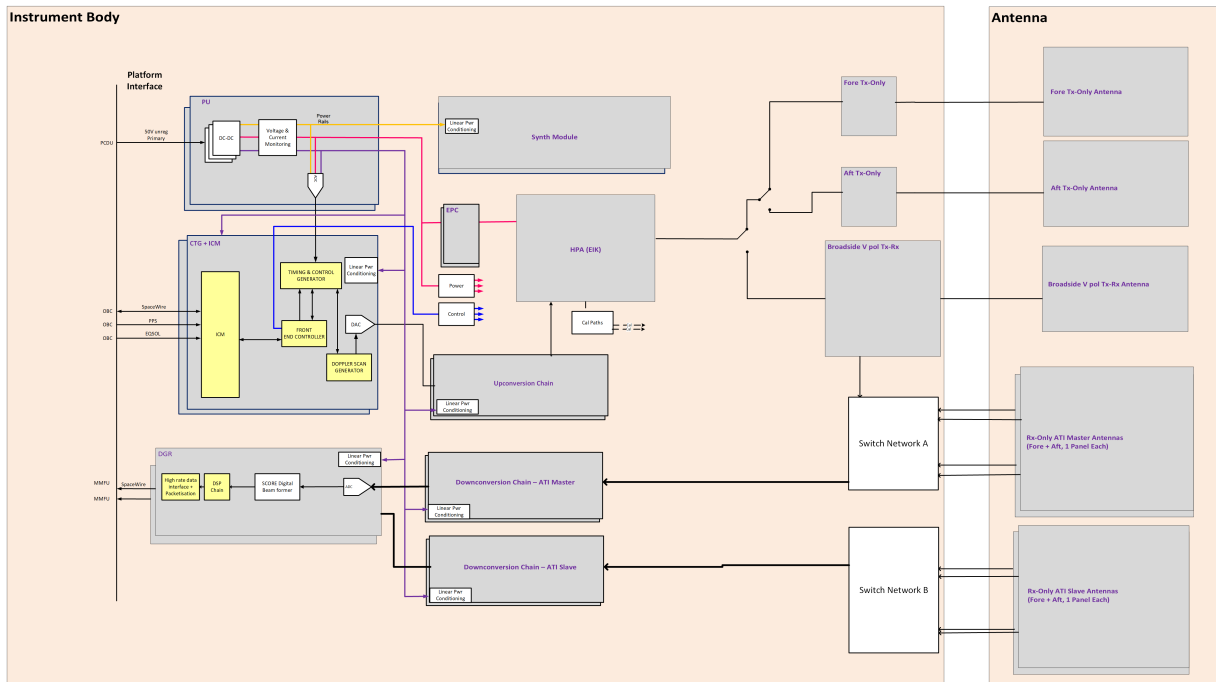 Instrument Body
Antenna
Platform
Interface
PU
Power
Rails
50V unreg
Primary
PCDU
DC-DC
Voltage &
Current
Monitoring
ADC
Linear Pwr
Conditioning
Synth Module
Fore Tx-Only
Fore Tx-Only Antenna
Aft Tx-Only
Aft Tx-Only Antenna
EPC
HPA (EIK)
Broadside V pol Tx-Rx
Broadside V pol Tx-Rx Antenna
CTG + ICM
TIMING & CONTROL
GENERATOR
Linear Pwr
Conditioning
Power
Control
Cal Paths
OBC
SpaceWire
OBC
PPS
OBC
EQSOL
ICM
FRONT
END CONTROLLER
DAC
DOPPLER SCAN
GENERATOR
Upconversion Chain
Linear Pwr
Conditioning
Switch Network A
Rx-Only ATI Master Antennas
(Fore + Aft, 1 Panel Each)
DGR
Linear Pwr
Conditioning
MMFU
SpaceWire
MMFU
High rate data
interface +
Packetisation
DSP
Chain
SCORE Digital
Beam former
ADC
Downconversion Chain – ATI Master
Linear Pwr
Conditioning
Downconversion Chain – ATI Slave
Linear Pwr
Conditioning
Switch Network B
Rx-Only ATI Slave Antennas
(Fore + Aft, 1 Panel Each)